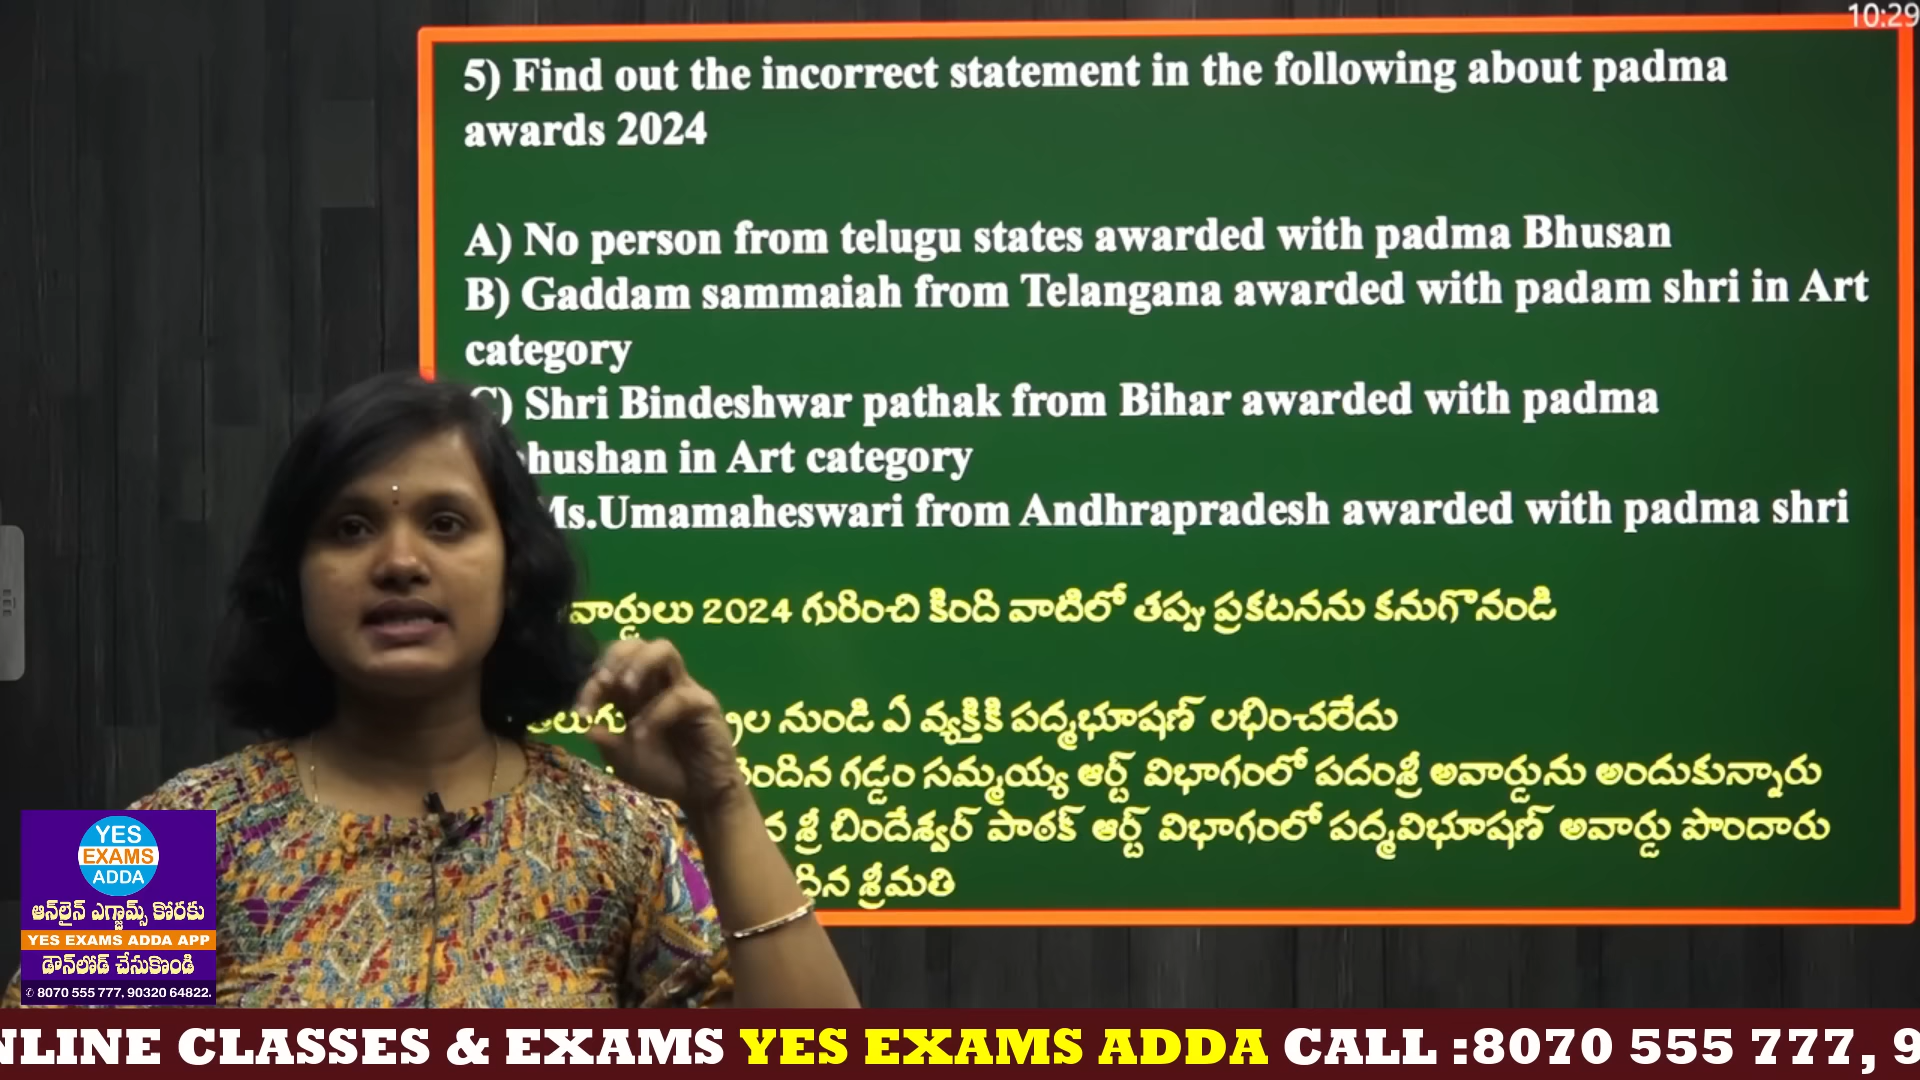 10:29
5) Find out the incorrect statement in the following about padma
awards 2024
A) No person from telugu states awarded with padma Bhusan
B) Gaddam sammaiah from Telangana awarded with padam shri in Art
category
C) Shri Bindeshwar pathak from Bihar awarded with padma
in Art category
Ms.Umamaheswari from Andhrapradesh awarded with padma shri
2024 గురించి కింది వాటిలో తప్పు ప్రకటనను కనుగొనండి
నుండి ఏ వ్యక్తికి పద్మభూషణ్ లభించలేదు
గడ్డం సమ్మయ్య ఆర్ట్ విభాగంలో పదంశ్రీ అవార్డును అందుకున్నారు
శ్రీ బిందేశ్వర్ పాఠక్ ఆర్ట్ విభాగంలో పద్మవిభూషణ్ అవార్డు పొందారు
శ్రీమతి
YES
EXAMS
ADDA
ఆన్‌లైన్ ఎగ్జామ్స్ కోరకు
YES EXAMS ADDA APP
డౌన్‌లోడ్ చేసుకొండి
✆ 8070 555 777, 90320 64822.
NLINE CLASSES & EXAMS YES EXAMS ADDA CALL :8070 555 777, 9